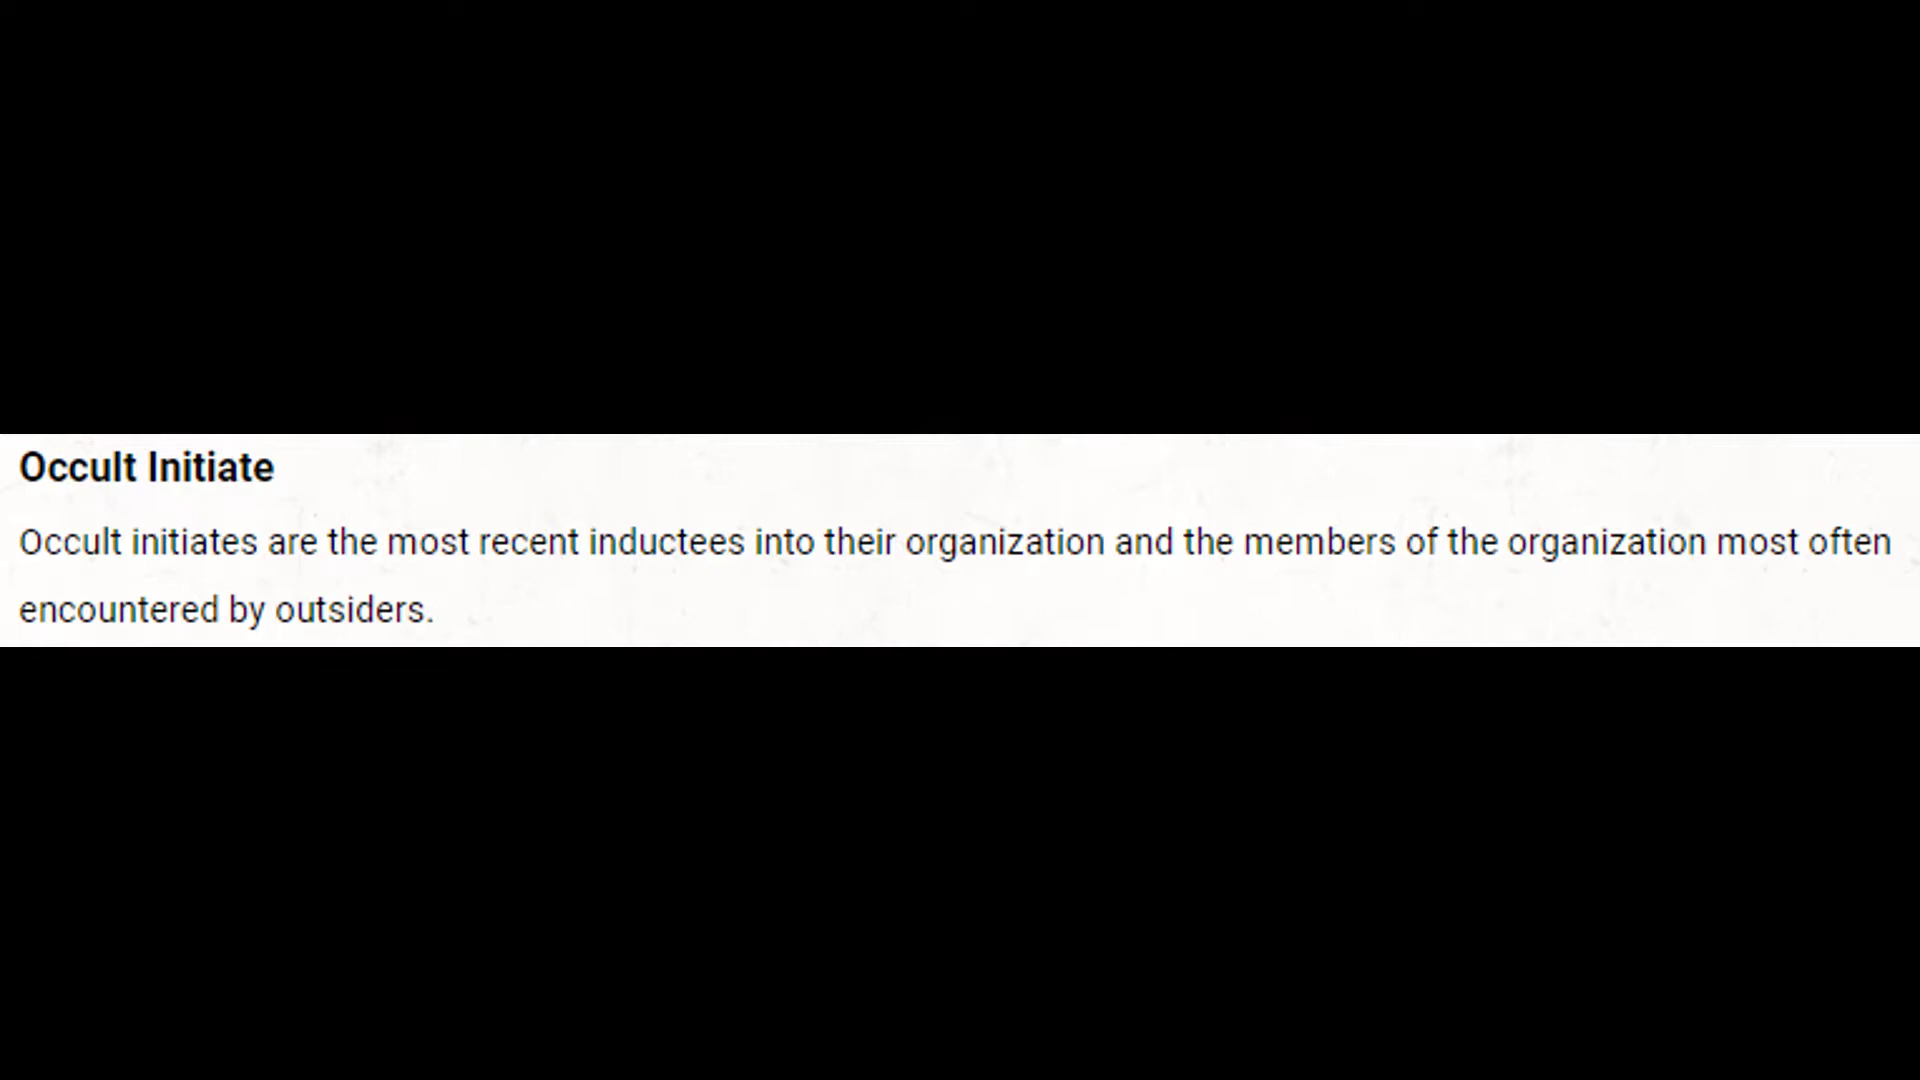 Occult Initiate
Occult initiates are the most recent inductees into their organization and the members of the organization most often
encountered by outsiders.